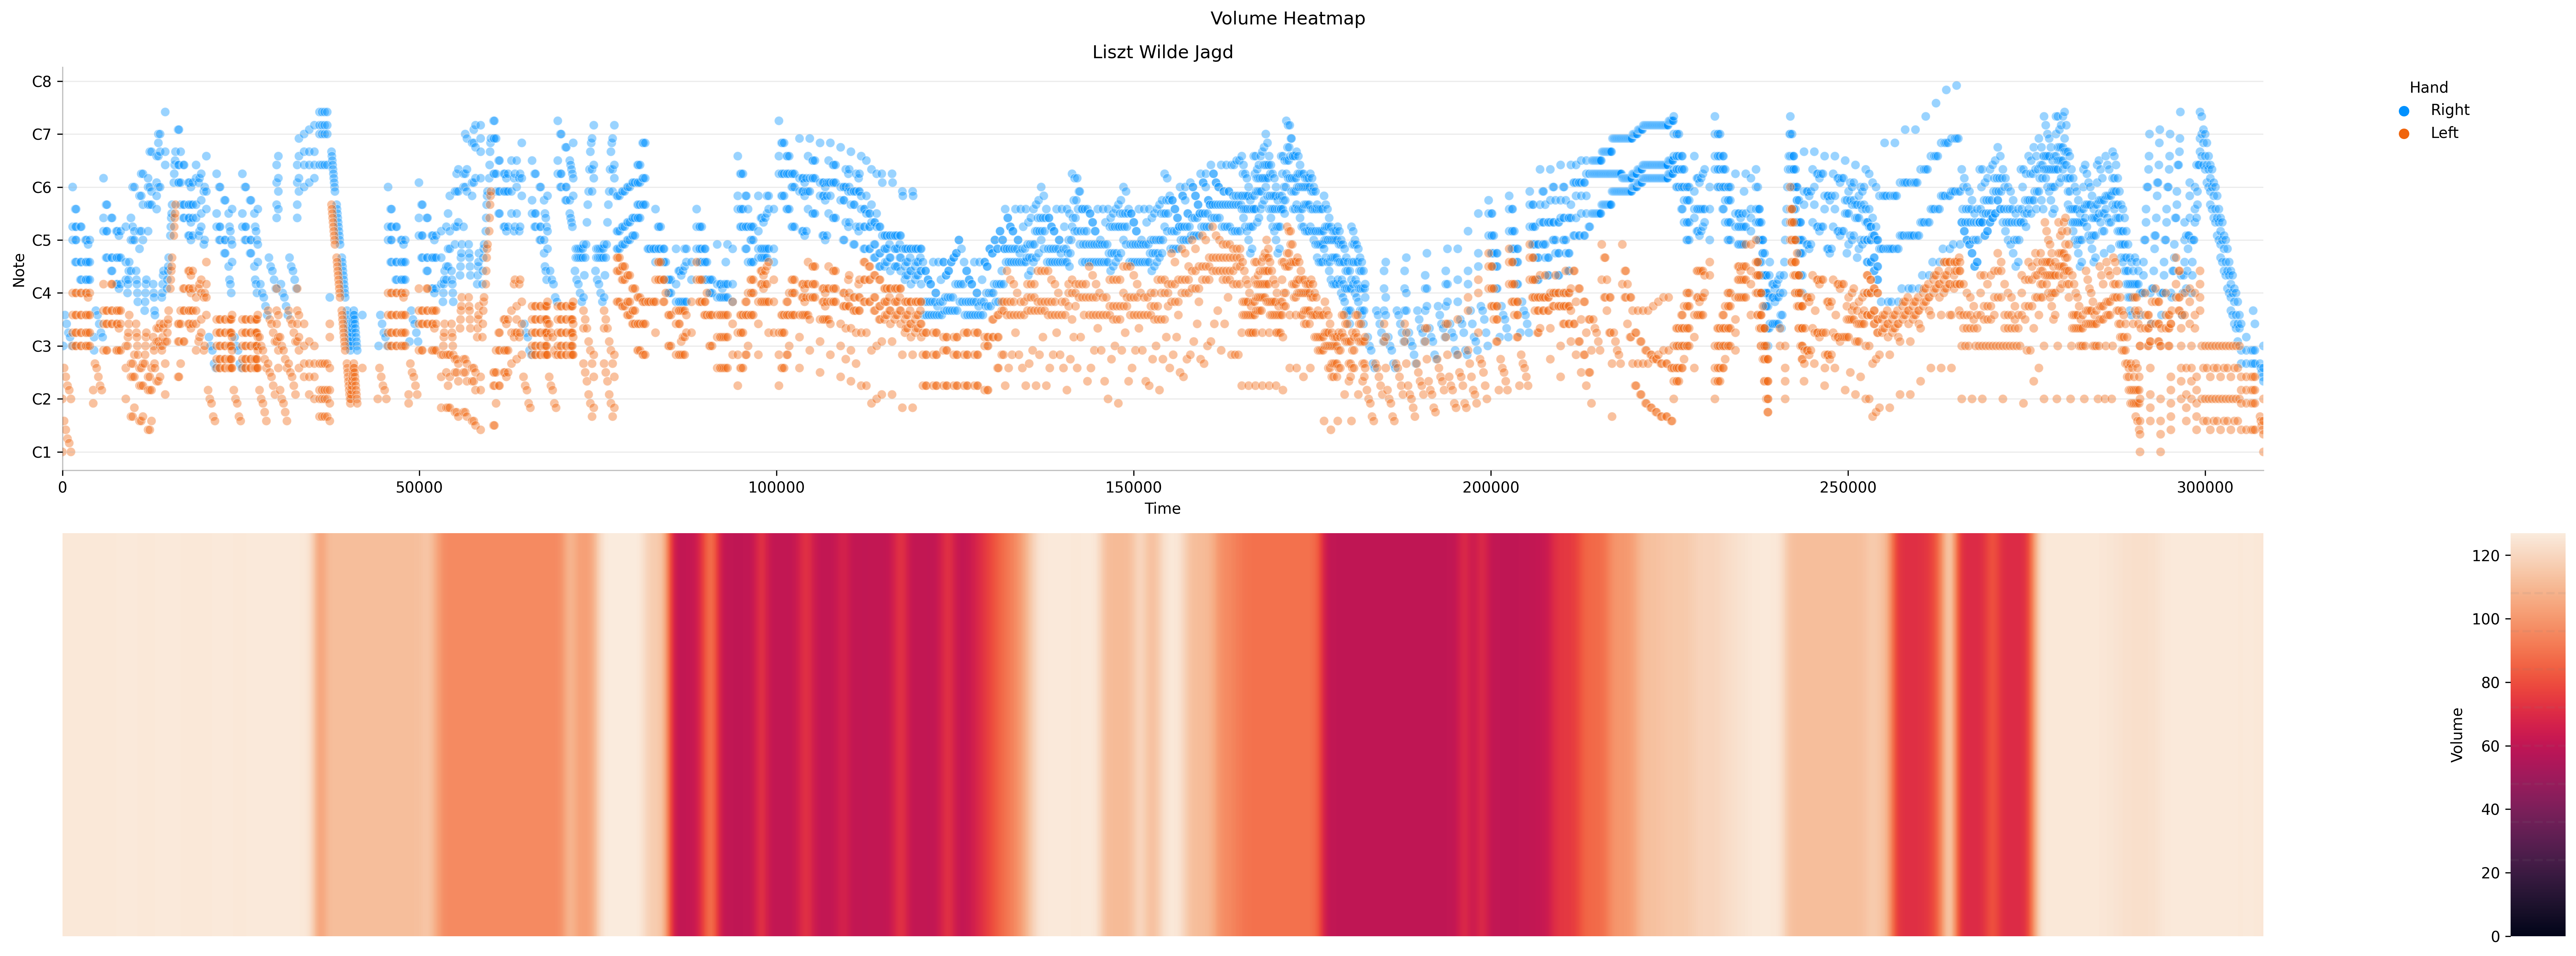 Volume Heatmap
Liszt Wilde Jagd
C8
C7
C6
C5
C4
C3
C2
C1
Note
0 50000 100000 150000 200000 250000 300000
Time
Hand
Right
Left
120
100
80
60
40
20
0
Volume